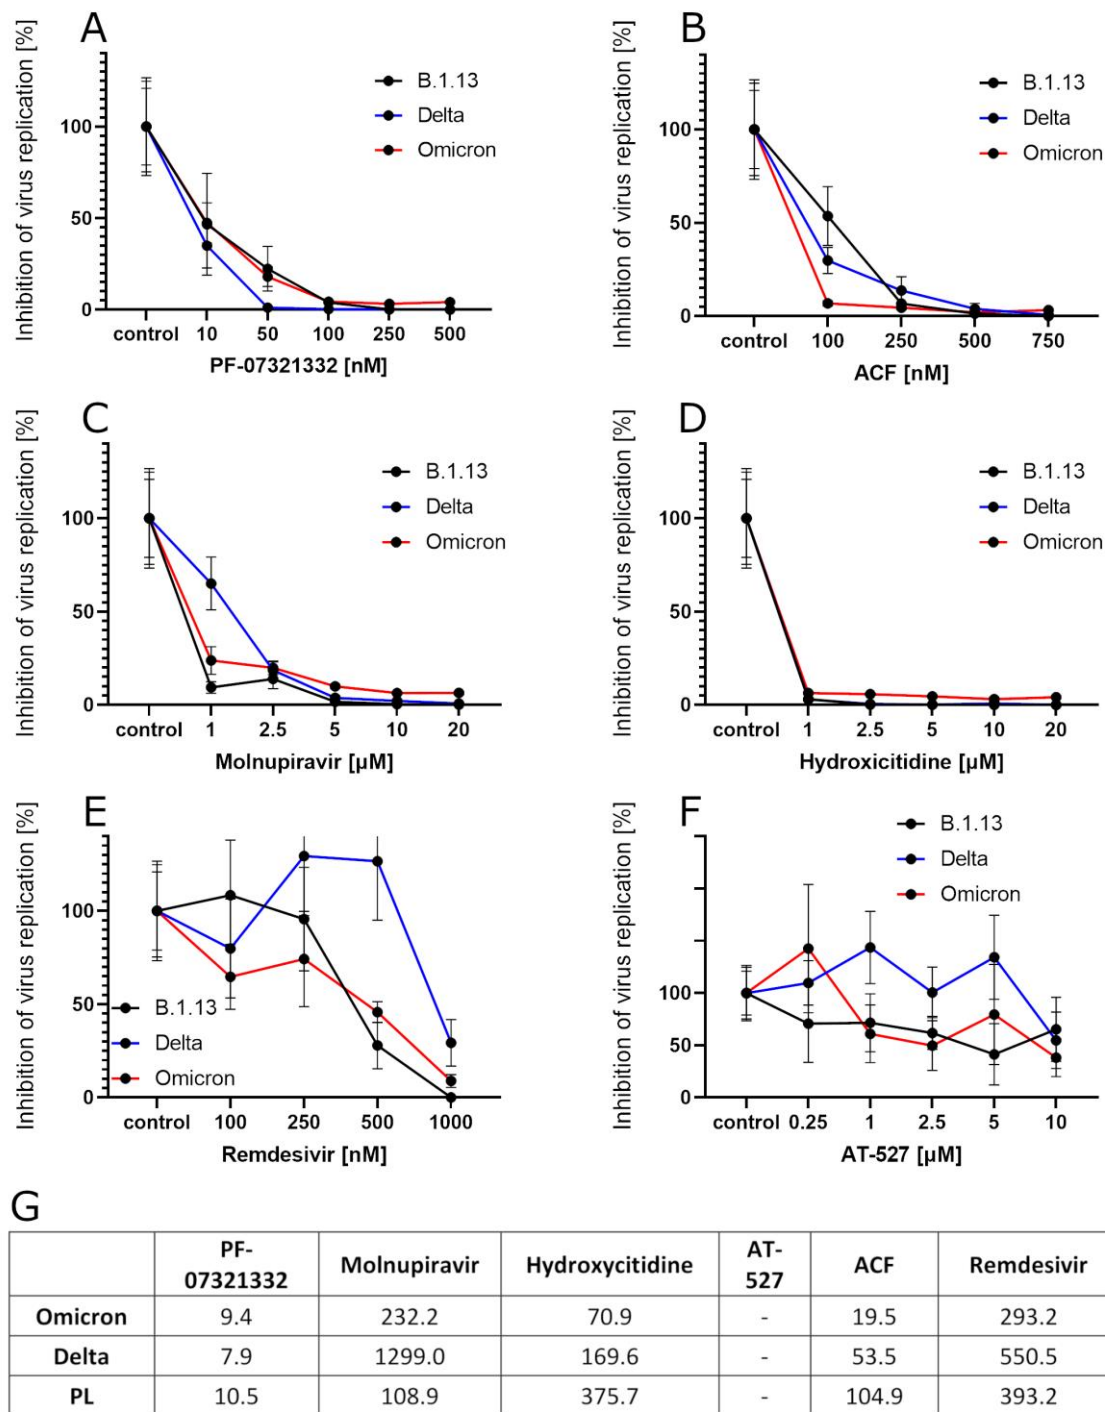 A
Inhibition of virus replication [%]
100
50
0
B.1.13
Delta
Omicron
control 10 50 100 250 500
PF-07321332 [nM]
B
Inhibition of virus replication [%]
100
50
0
B.1.13
Delta
Omicron
control 100 250 500 750
ACF [nM]
C
Inhibition of virus replication [%]
100
50
0
B.1.13
Delta
Omicron
control 1 2.5 5 10 20
Molnupiravir [µM]
D
Inhibition of virus replication [%]
100
50
0
B.1.13
Delta
Omicron
control 1 2.5 5 10 20
Hydroxicitidine [µM]
E
Inhibition of virus replication [%]
100
50
0
B.1.13
Delta
Omicron
control 100 250 500 1000
Remdesivir [nM]
F
Inhibition of virus replication [%]
100
50
0
B.1.13
Delta
Omicron
control 0.25 1 2.5 5 10
AT-527 [µM]
G
PF-07321332 Molnupiravir Hydroxycitidine AT-527 ACF Remdesivir
Omicron 9.4 232.2 70.9 - 19.5 293.2
Delta 7.9 1299.0 169.6 - 53.5 550.5
PL 10.5 108.9 375.7 - 104.9 393.2